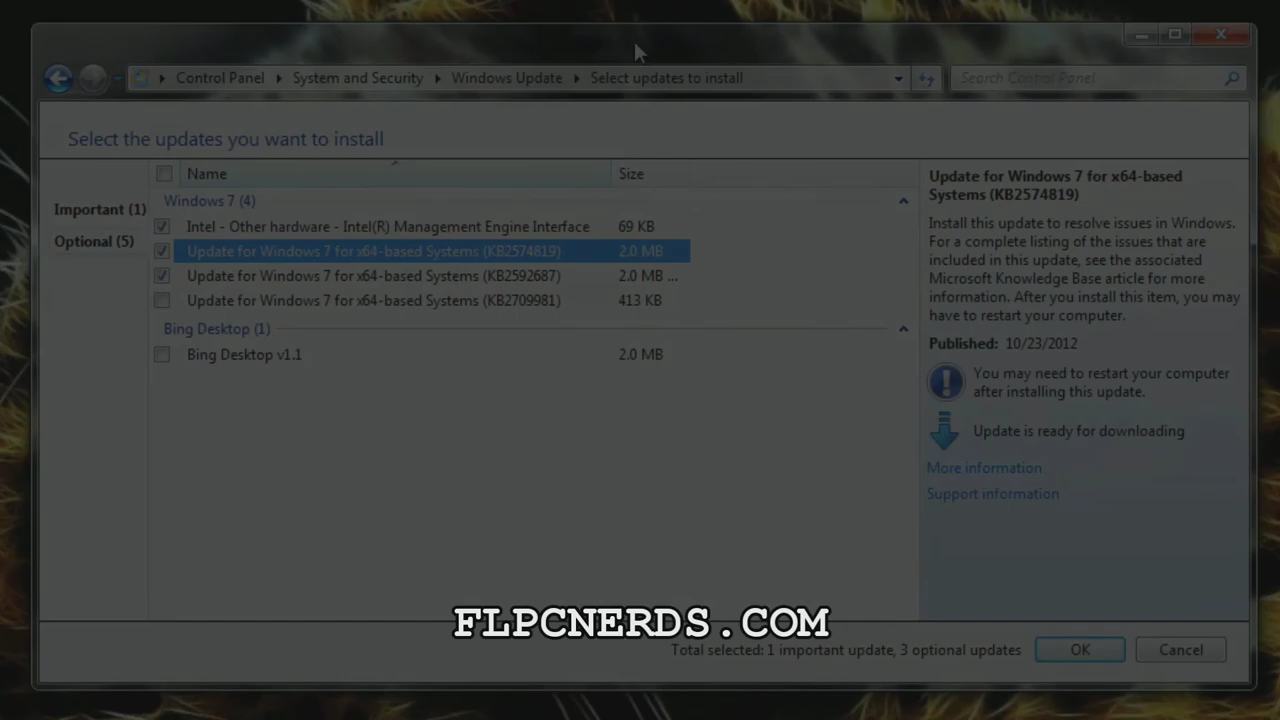 Control Panel System and Security Windows Update Select updates to install Search Control Panel
Select the updates you want to install
Name Size
Important (1)
Optional (5)
Windows 7 (4)
Intel - Other hardware - Intel(R) Management Engine Interface 69 KB
Update for Windows 7 for x64-based Systems (KB2574819) 2.0 MB
Update for Windows 7 for x64-based Systems (KB2592687) 2.0 MB ...
Update for Windows 7 for x64-based Systems (KB2709981) 413 KB
Bing Desktop (1)
Bing Desktop v1.1 2.0 MB
Update for Windows 7 for x64-based
Systems (KB2574819)
Install this update to resolve issues in Windows.
For a complete listing of the issues that are
included in this update, see the associated
Microsoft Knowledge Base article for more
information. After you install this item, you may
have to restart your computer.
Published: 10/23/2012
You may need to restart your computer
after installing this update.
Update is ready for downloading
More information
Support information
FLPCNERDS.COM
Total selected: 1 important update, 3 optional updates OK Cancel